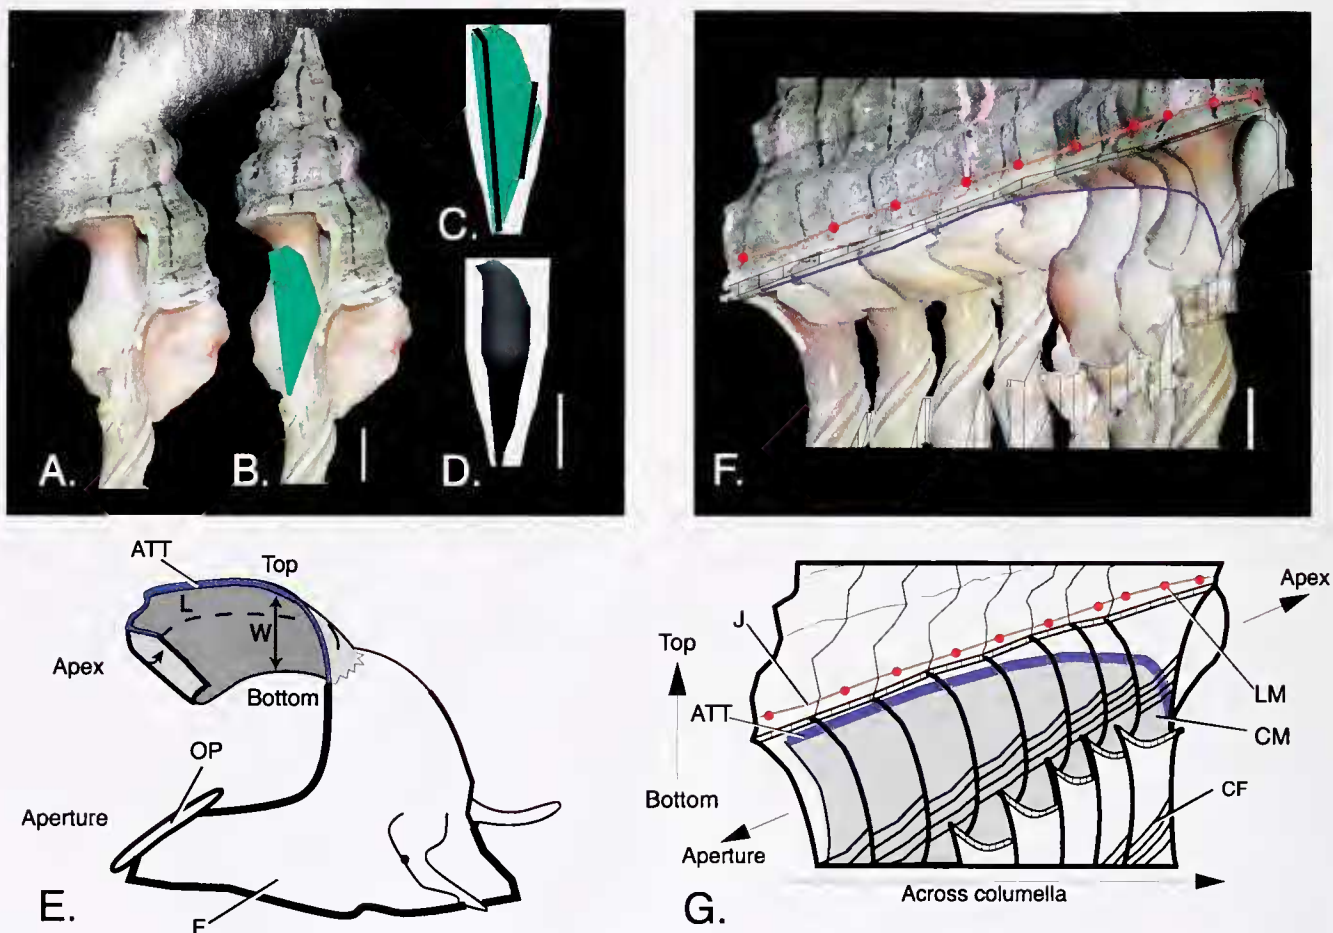 A.
B.
C.
D.
F.
ATT
Top
L
W
Apex
Bottom
OP
Aperture
E.
F
J
Top
ATT
Bottom
Aperture
Across columella
Apex
LM
CM
CF
G.